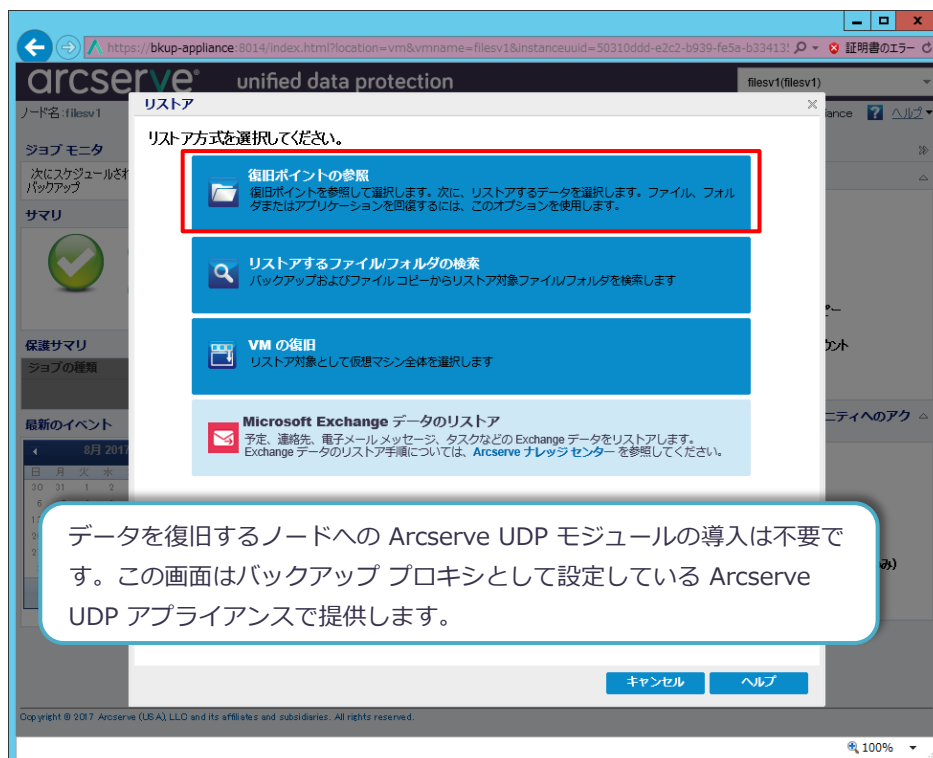 https://bkup-appliance:8014/index.html?location=vm&vmname=filesv1&instanceuuid=50310ddd-e2c2-b939-fe5a-b33413!
証明書のエラー
arcserve® unified data protection
filesv1(filesv1)
ノード名:filesv1
iance
ヘルプ
リストア
リストア方式を選択してください。
ジョブ モニタ
次にスケジュールされ
バックアップ
サマリ
復旧ポイントの参照
復旧ポイントを参照して選択します。次に、リストアするデータを選択します。ファイル、フォル
ダまたはアプリケーションを回復するには、このオプションを使用します。
リストアするファイル/フォルダの検索
バックアップおよびファイル コピーからリストア対象ファイル/フォルダを検索します
ピー
保護サマリ
ジョブの種類
VM の復旧
リストア対象として仮想マシン全体を選択します
ウント
最新のイベント
8月 2017
日 月 火 水
30 31 1 2
6
Microsoft Exchange データのリストア
予定、連絡先、電子メール メッセージ、タスクなどの Exchange データをリストアします。
Exchange データのリストア手順については、Arcserve ナレッジ センター を参照してください。
ニティへのアク
データを復旧するノードへの Arcserve UDP モジュールの導入は不要で
す。この画面はバックアップ プロキシとして設定している Arcserve
UDP アプライアンスで提供します。
み)
キャンセル
ヘルプ
Copyright © 2017 Arcserve (USA), LLC and its affiliates and subsidiaries. All rights reserved.
100%